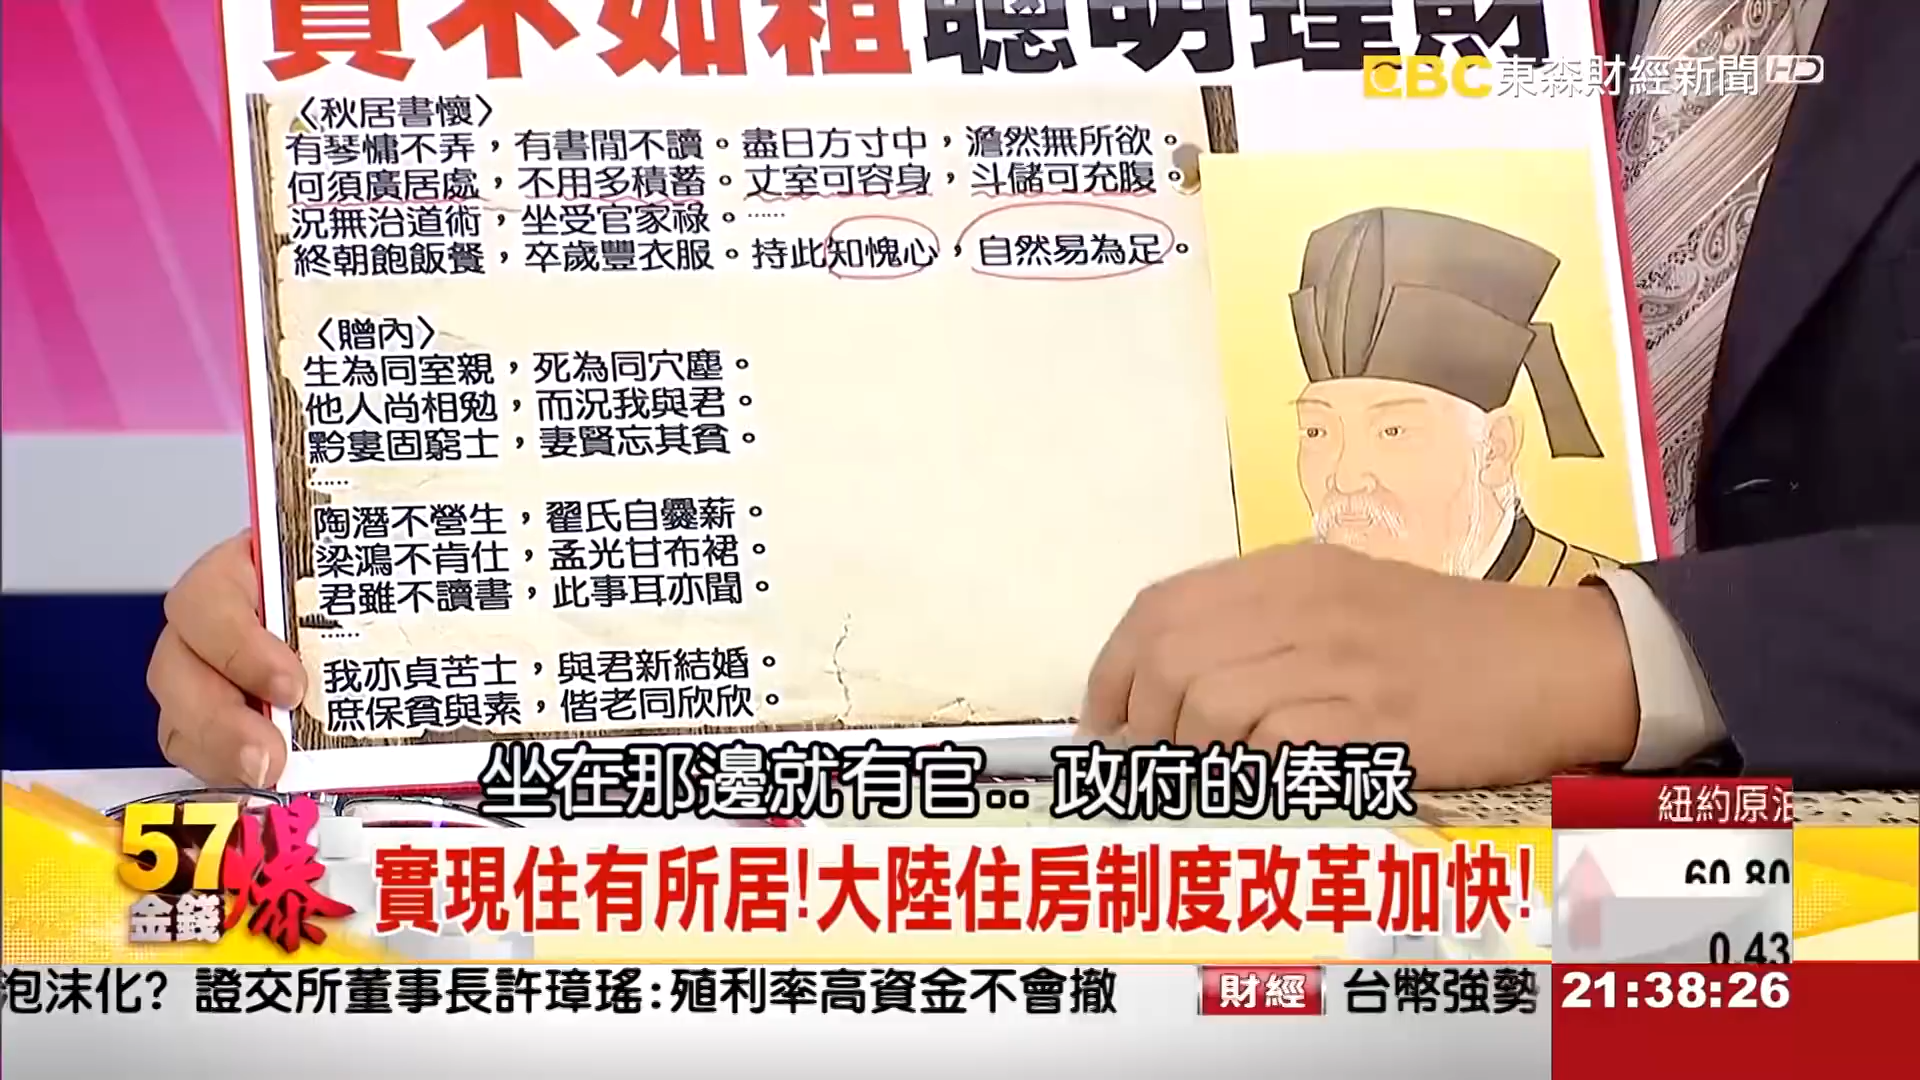 買不如租聰明理財
EBC東森財經新聞HD
〈秋居書懷〉
有琴慵不弄，有書閒不讀。盡日方寸中，澹然無所欲。
何須廣居處，不用多積蓄。丈室可容身，斗儲可充腹。
況無治道術，坐受官家祿。……
終朝飽飯餐，卒歲豐衣服。持此知愧心，自然易為足。
〈贈內〉
生為同室親，死為同穴塵。
他人尚相勉，而況我與君。
黔婁固窮士，妻賢忘其貧。
……
陶潛不營生，翟氏自爨薪。
梁鴻不肯仕，孟光甘布裙。
君雖不讀書，此事耳亦聞。
……
我亦貞苦士，與君新結婚。
庶保貧與素，偕老同欣欣。
坐在那邊就有官.. 政府的俸祿
57金錢爆
實現住有所居!大陸住房制度改革加快!
紐約原油
60.80
0.43
泡沫化? 證交所董事長許璋瑤:殖利率高資金不會撤
財經
台幣強勢
21:38:26